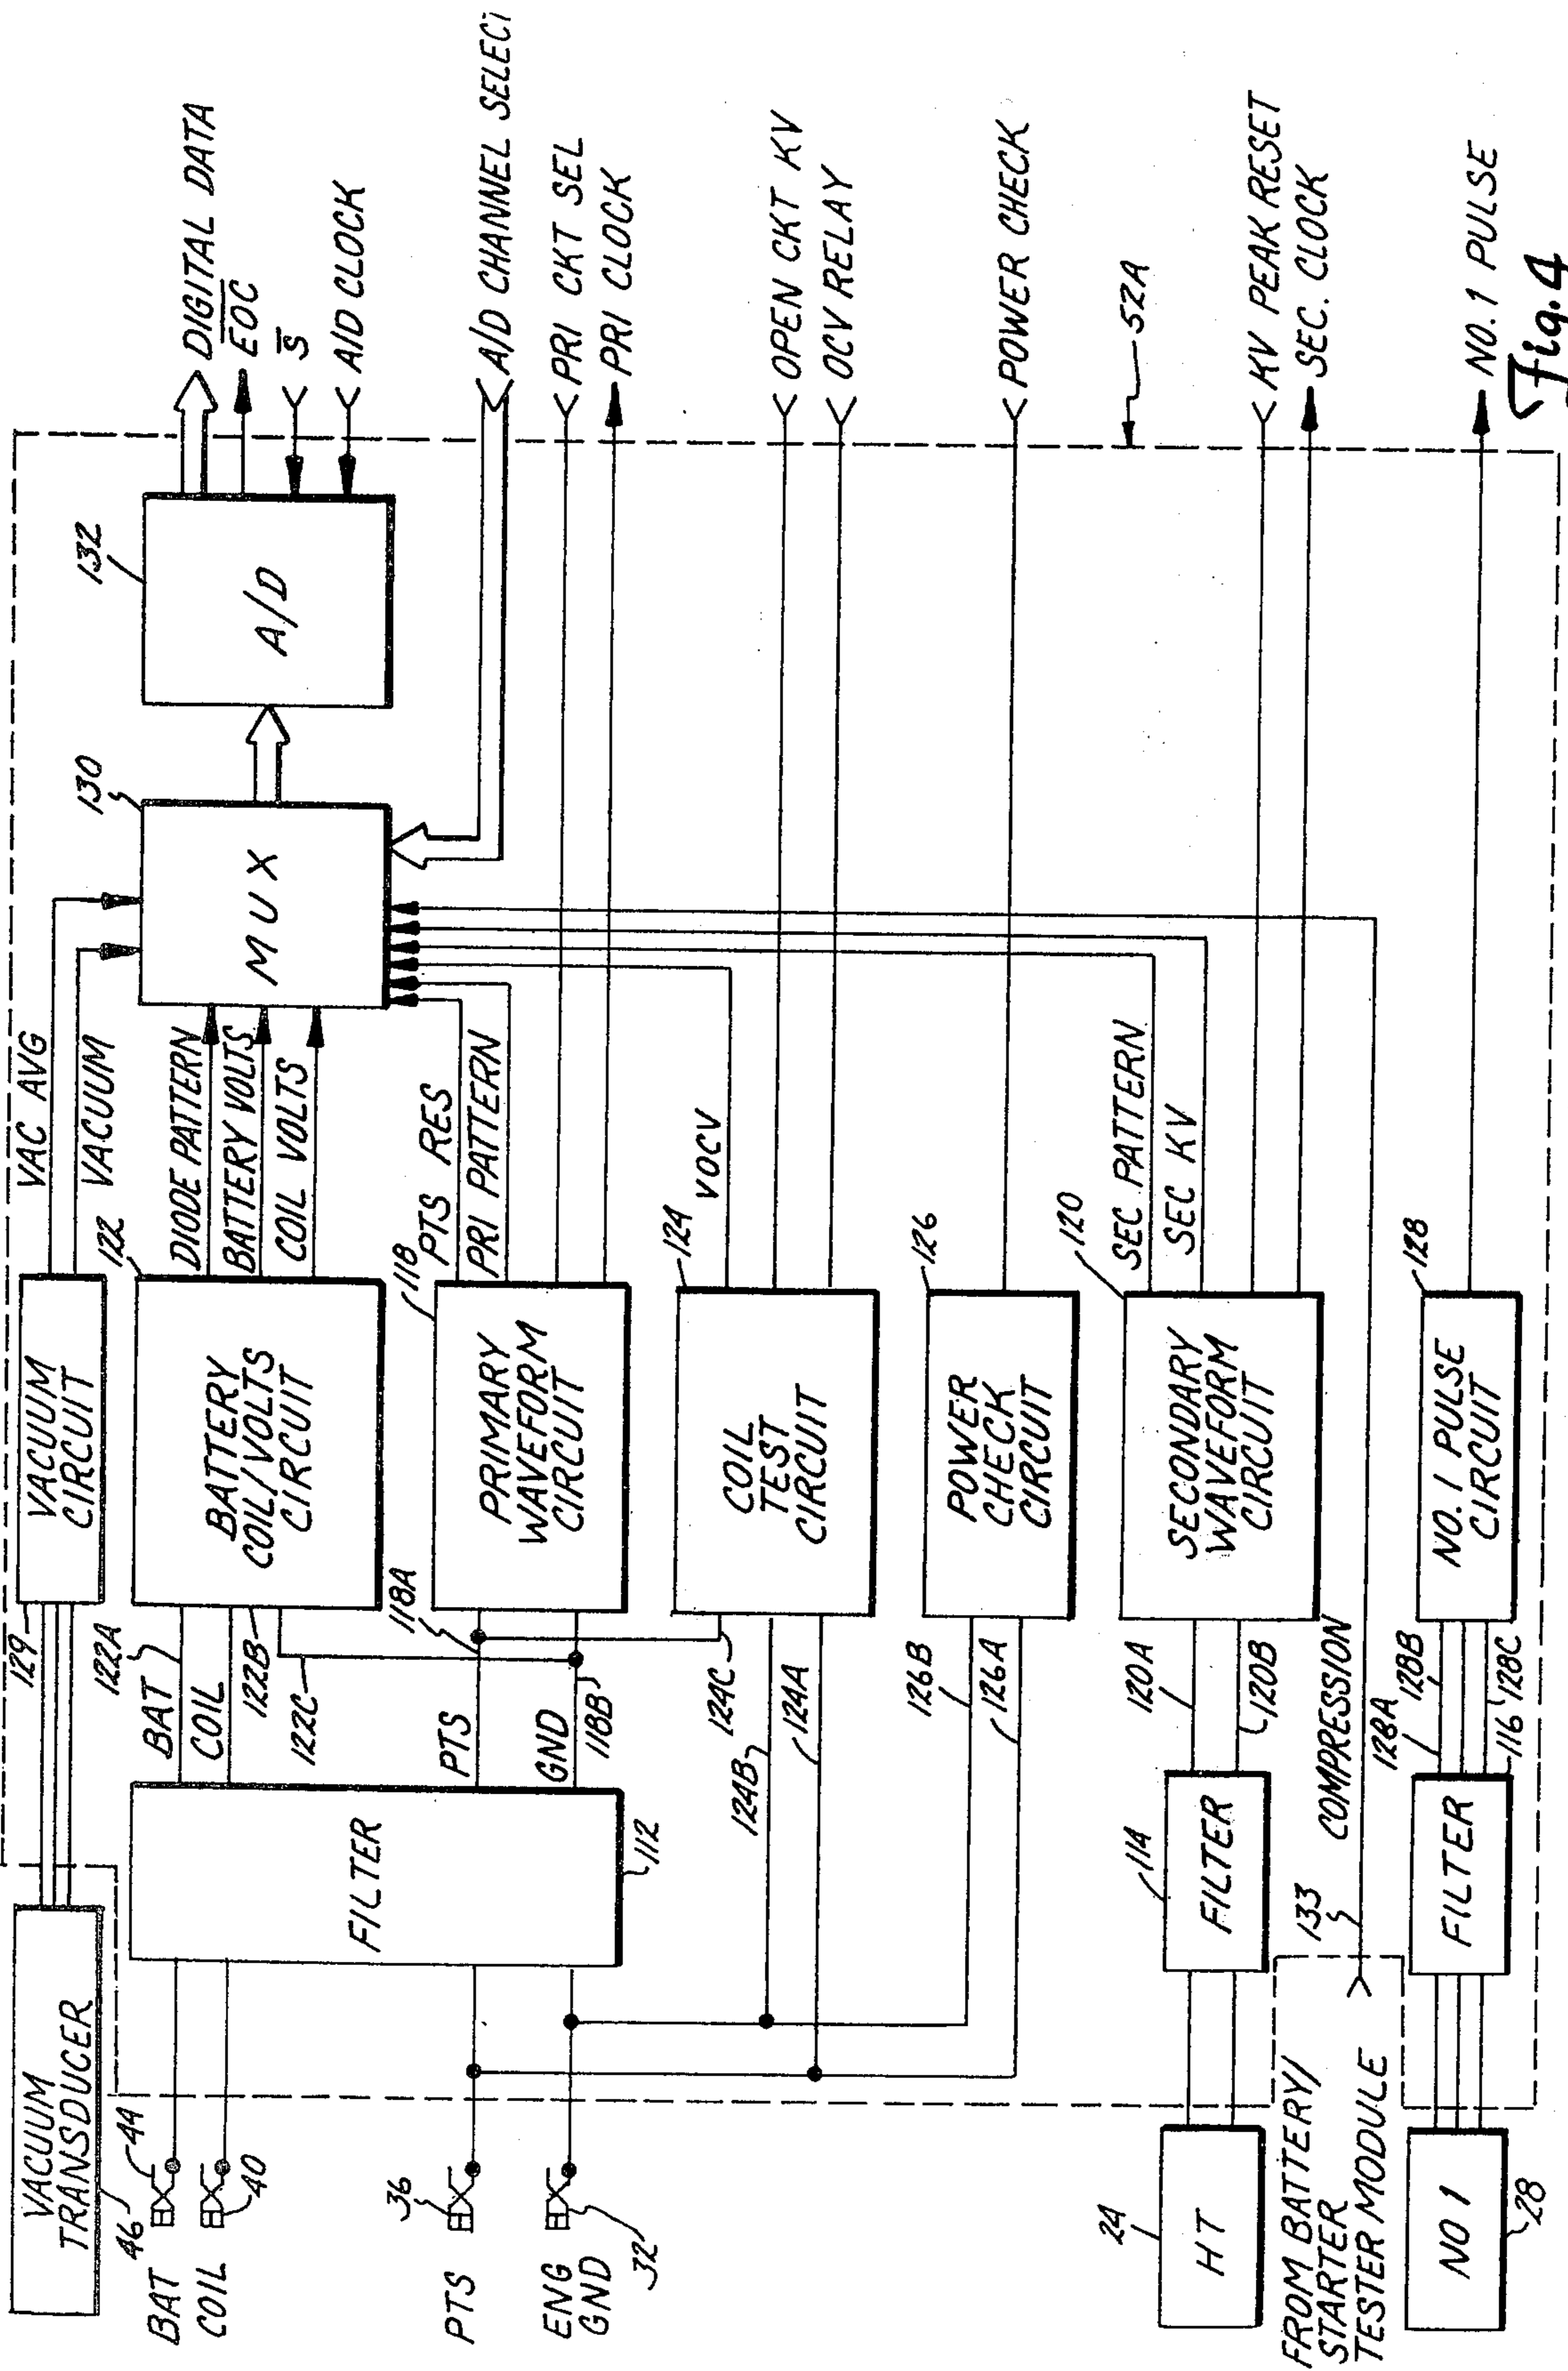 VACUUM
TRANSDUCER
46
BAT
44
COIL
40
PTS
36
ENG
GND
32
24
HT
FROM BATTERY/
STARTER
TESTER MODULE
NO 1
28
FILTER
112
114
FILTER
133
COMPRESSION
FILTER
116
129
122A
BAT
COIL
122B
122C
118A
PTS
GND
118B
124C
124B
124A
126B
126A
120A
120B
128A
128B
128C
VACUUM
CIRCUIT
122
BATTERY
COIL/VOLTS
CIRCUIT
118
PRIMARY
WAVEFORM
CIRCUIT
124
COIL
TEST
CIRCUIT
126
POWER
CHECK
CIRCUIT
120
SECONDARY
WAVEFORM
CIRCUIT
128
NO. 1 PULSE
CIRCUIT
VAC AVG
VACUUM
DIODE PATTERN
BATTERY VOLTS
COIL VOLTS
PTS RES
PRI PATTERN
VOCV
SEC PATTERN
SEC KV
130
MUX
132
A/D
DIGITAL DATA
EOC
S
A/D CLOCK
A/D CHANNEL SELECT
PRI CKT SEL
PRI CLOCK
OPEN CKT KV
OCV RELAY
POWER CHECK
52A
KV PEAK RESET
SEC. CLOCK
NO. 1 PULSE
Fig. 4